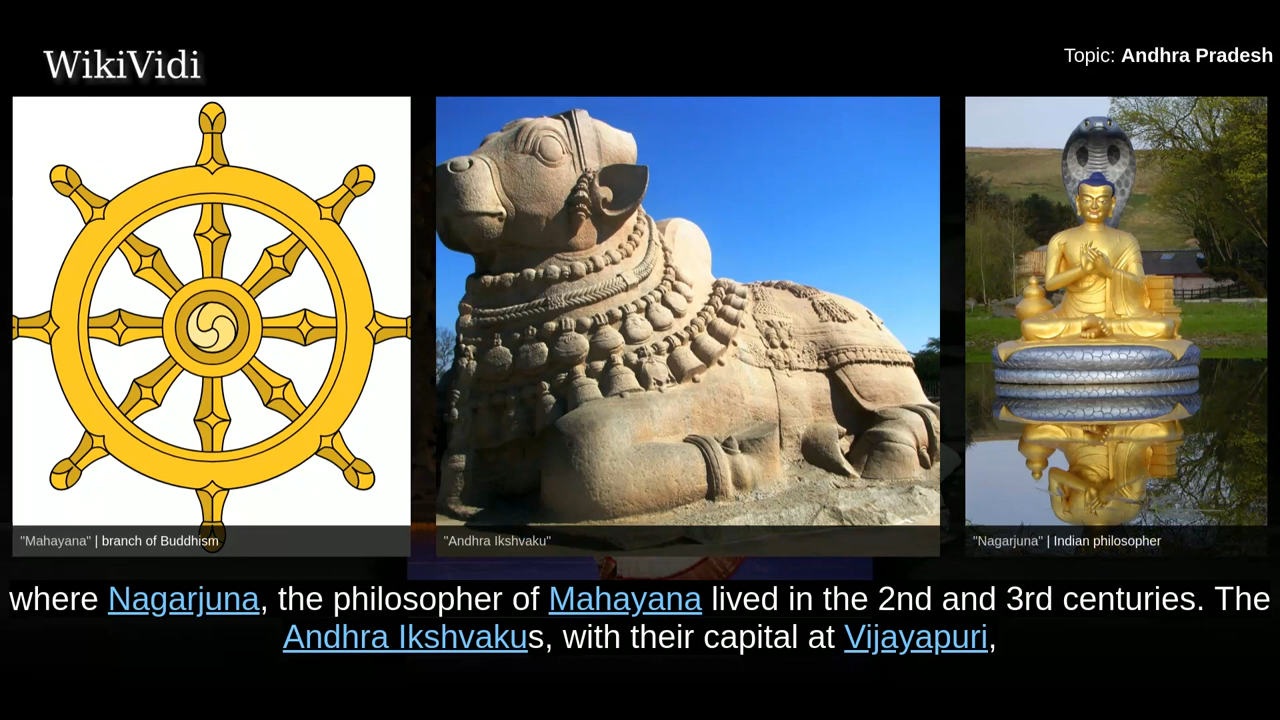 WikiVidi
Topic: Andhra Pradesh
"Mahayana" | branch of Buddhism
"Andhra Ikshvaku"
"Nagarjuna" | Indian philosopher
where Nagarjuna, the philosopher of Mahayana lived in the 2nd and 3rd centuries. The
Andhra Ikshvakus, with their capital at Vijayapuri,